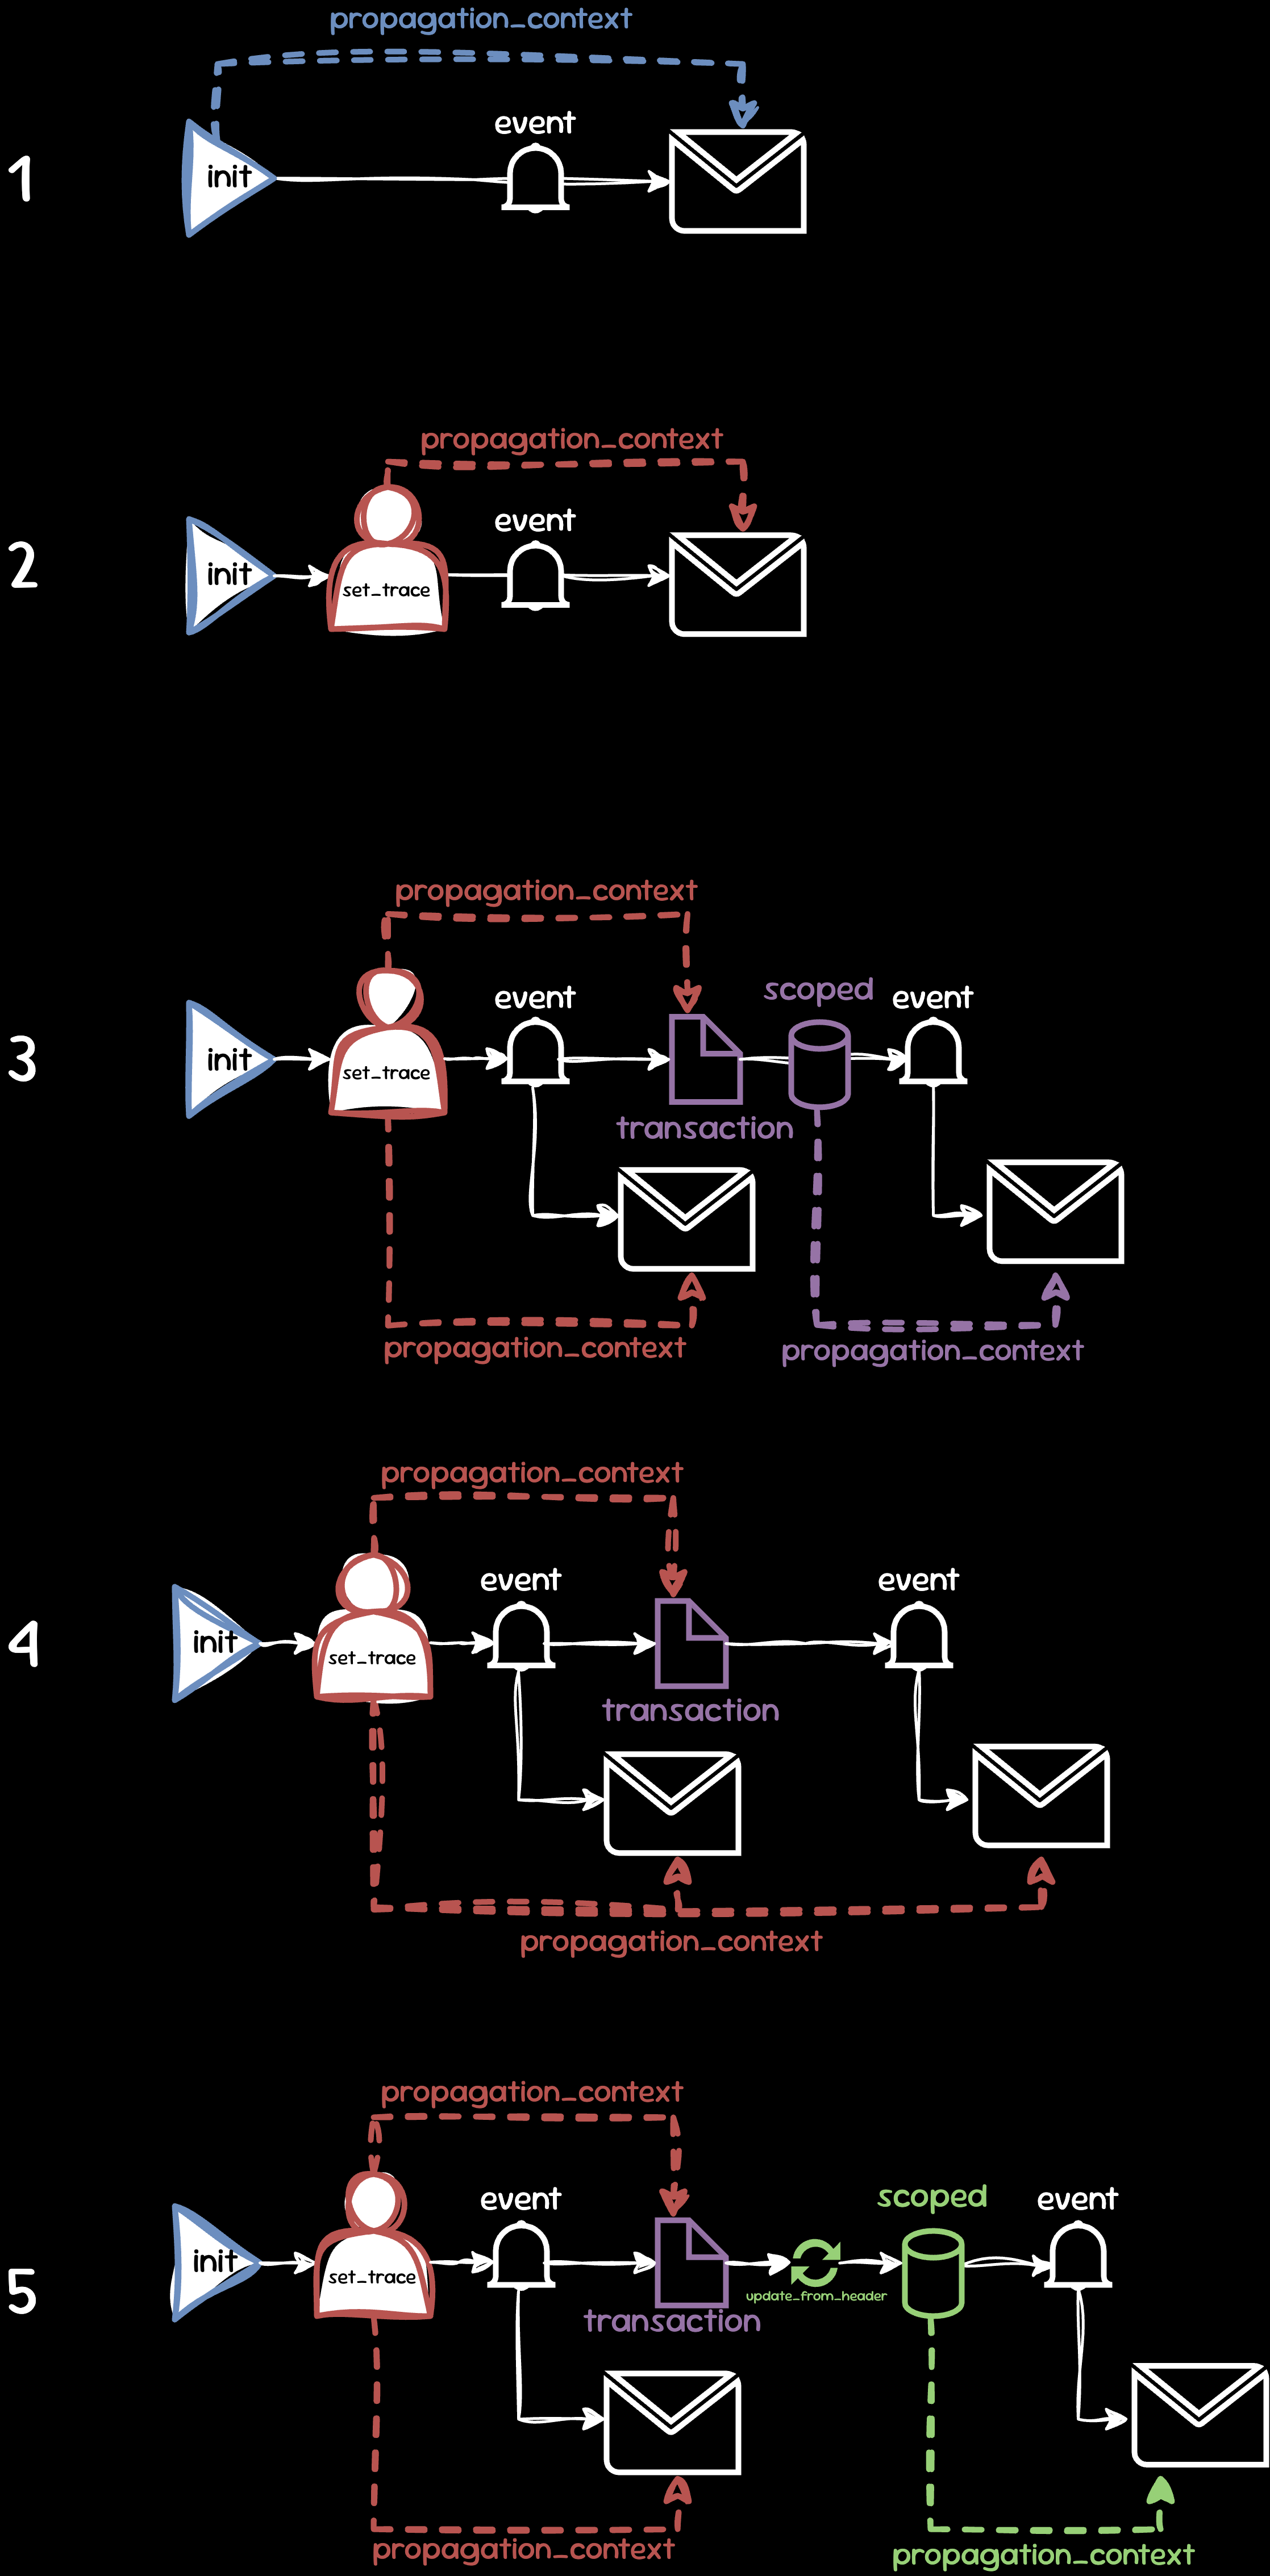 propagation_context
event
1
init
propagation_context
event
2
init
set_trace
propagation_context
scoped
event
event
3
init
set_trace
transaction
propagation_context
propagation_context
propagation_context
event
event
4
init
set_trace
transaction
propagation_context
propagation_context
scoped
event
event
5
init
set_trace
update_from_header
transaction
propagation_context
propagation_context